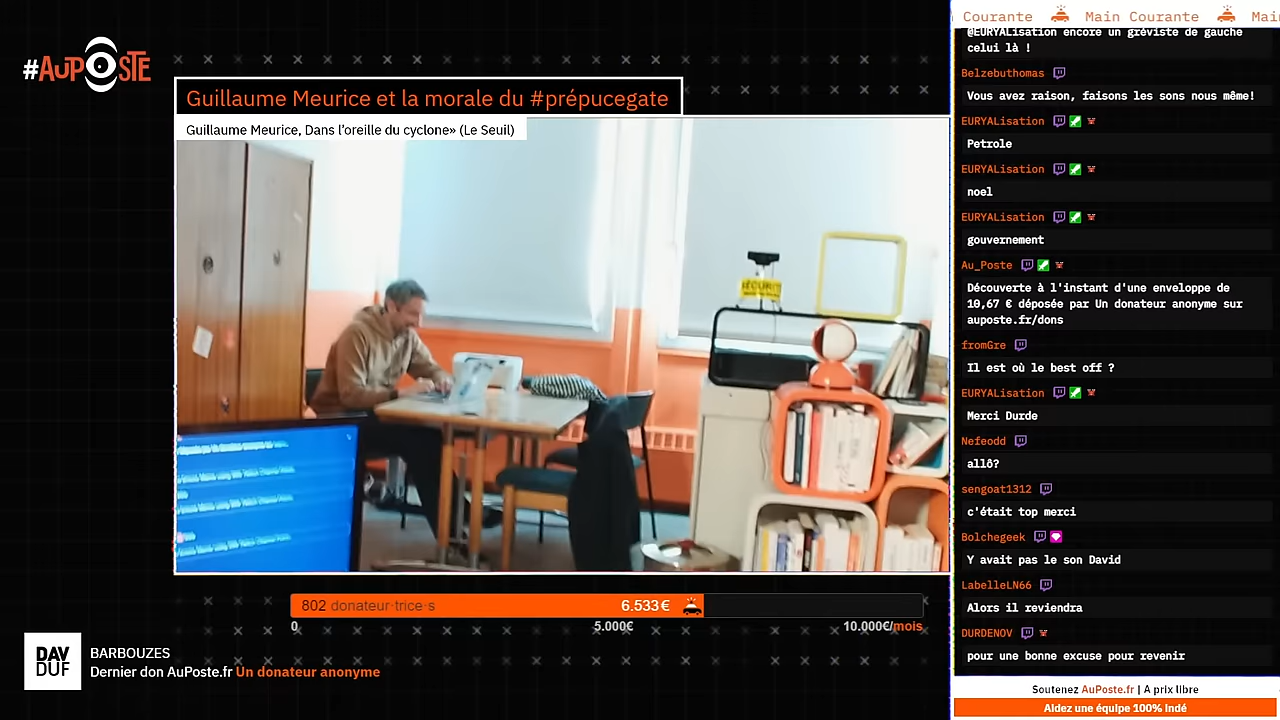 #AuPOSTE
Guillaume Meurice et la morale du #prépucegate
Guillaume Meurice, Dans l'oreille du cyclone» (Le Seuil)
802 donateur·trice·s
6.533€
0
5.000€
10.000€/mois
DAV
DUF
BARBOUZES
Dernier don AuPoste.fr Un donateur anonyme
Courante Main Courante Mai
@EURYALisation encore un gréviste de gauche
celui là !
Belzebuthomas
Vous avez raison, faisons les sons nous même!
EURYALisation
Petrole
EURYALisation
noel
EURYALisation
gouvernement
Au_Poste
Découverte à l'instant d'une enveloppe de
10,67 € déposée par Un donateur anonyme sur
auposte.fr/dons
fromGre
Il est où le best off ?
EURYALisation
Merci Durde
Nefeodd
allô?
sengoat1312
c'était top merci
Bolchegeek
Y avait pas le son David
LabelleLN66
Alors il reviendra
DURDENOV
pour une bonne excuse pour revenir
Soutenez AuPoste.fr | A prix libre
Aidez une équipe 100% indé